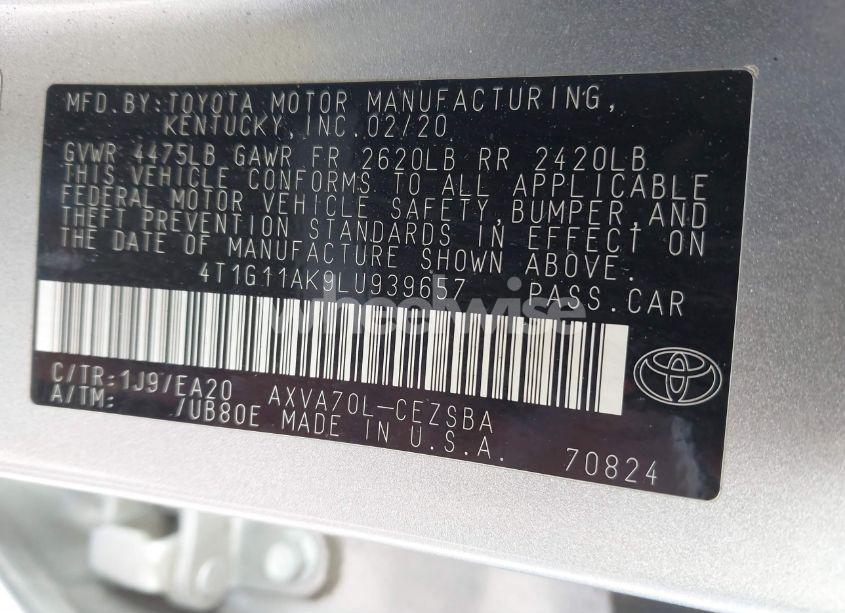 MFD. BY: TOYOTA MOTOR MANUFACTURING,
KENTUCKY, INC. 02/20
GVWR 4475LB GAWR FR 2620LB RR 2420LB
THIS VEHICLE CONFORMS TO ALL APPLICABLE
FEDERAL MOTOR VEHICLE SAFETY, BUMPER, AND
THEFT PREVENTION STANDARDS IN EFFECT ON
THE DATE OF MANUFACTURE SHOWN ABOVE.
4T1G11AK9LU939657 PASS. CAR
wheelwise
C/TR: 1J9/EA20 AXVA70L-CEZSBA
A/TM: /UB80E MADE IN U.S.A.
70824